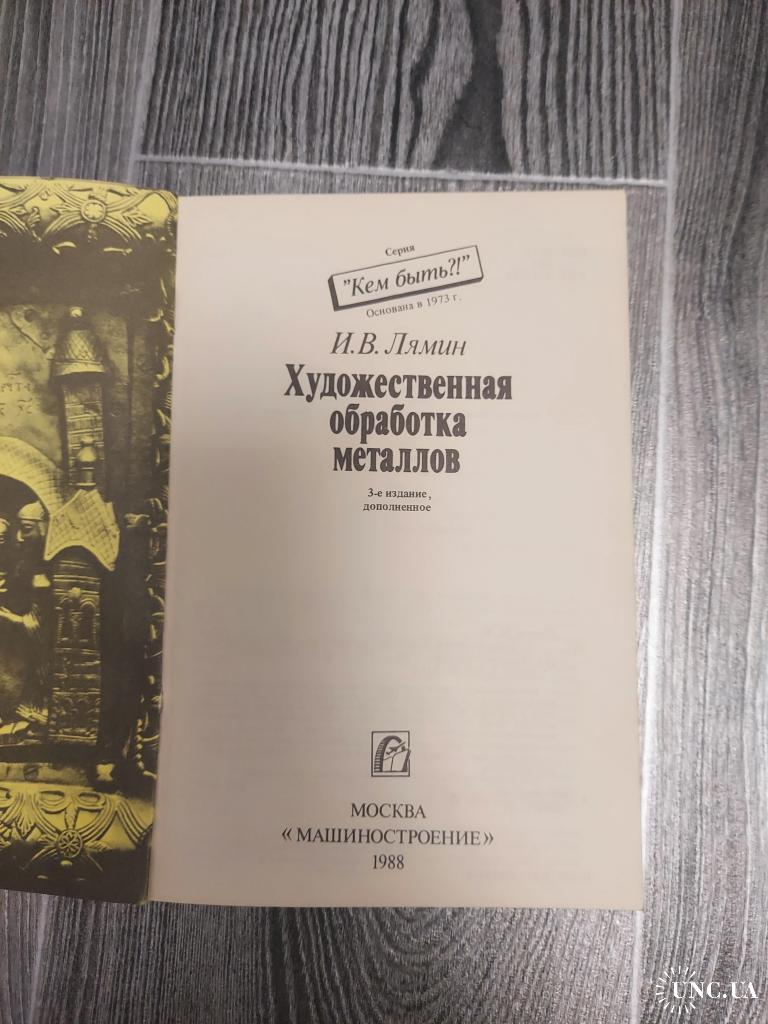 Серия
"Кем быть?!"
Основана в 1973 г.
И.В. Лямин
Художественная
обработка
металлов
3-е издание,
дополненное
МОСКВА
«МАШИНОСТРОЕНИЕ»
1988
UNC.UA